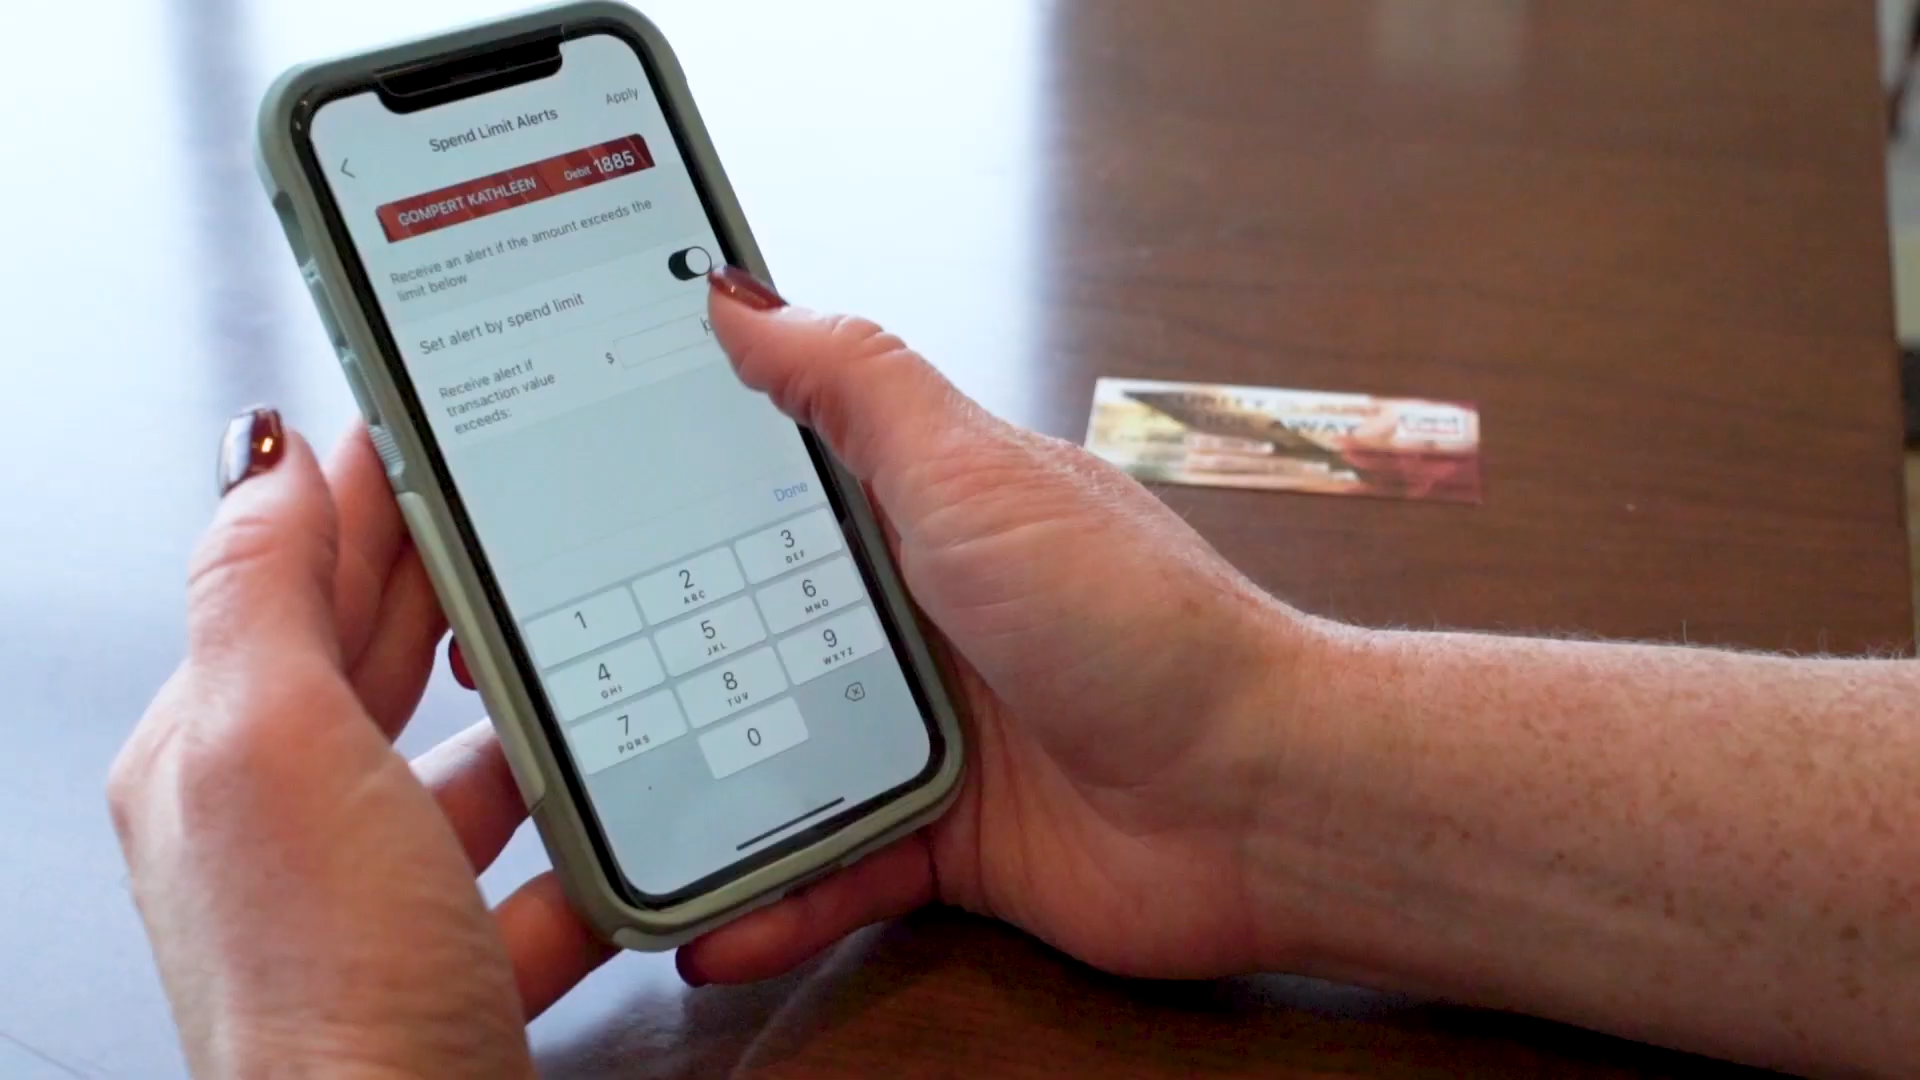 Apply
Spend Limit Alerts
GOMPERT KATHLEEN Debit 1885
Receive an alert if the amount exceeds the
limit below
Set alert by spend limit
Receive alert if
transaction value
exceeds:
$
Done
1
2
ABC
3
DEF
4
GHI
5
JKL
6
MNO
7
PQRS
8
TUV
9
WXYZ
0
AWAY